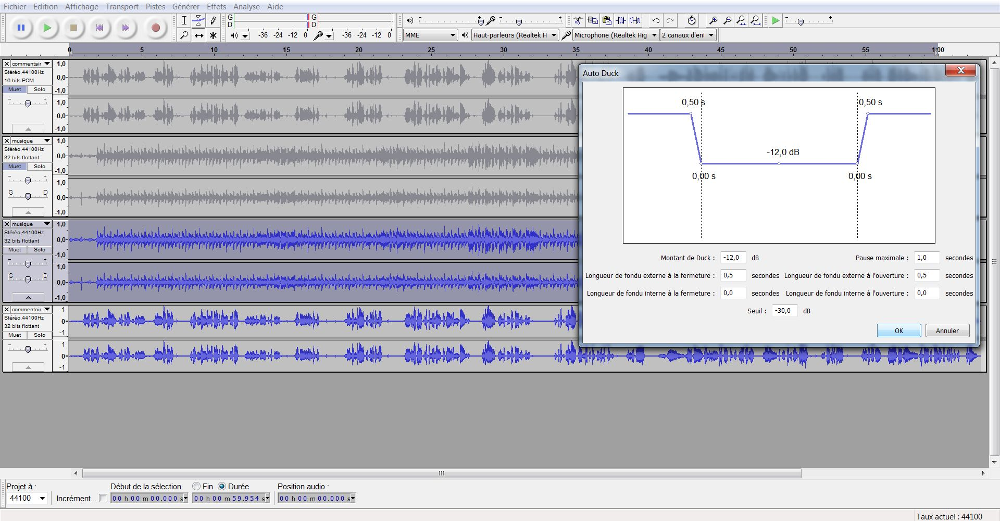 Fichier Edition Affichage Transport Pistes Générer Effets Analyse Aide
G G
D D
-36 -24 -12 0 -36 -24 -12 0
MME Haut-parleurs (Realtek H Microphone (Realtek Hig 2 canaux d'ent
0 5 10 15 20 25 30 35 40 45 50 55 1:00
commentair
Stéréo,44100Hz
16 bits PCM
Muet Solo
1,0
0,0
-1,0
1,0
0,0
-1,0
musique
Stéréo,44100Hz
32 bits flottant
Muet Solo
G D
1,0
0,0
-1,0
1,0
0,0
-1,0
musique
Stéréo,44100Hz
32 bits flottant
Muet Solo
G D
1,0
0,0
-1,0
1,0
0,0
-1,0
commentair
Stéréo,44100Hz
32 bits flottant
Muet Solo
1
0
-1
1
0
-1
Auto Duck
0,50 s 0,50 s
-12,0 dB
0,00 s 0,00 s
Montant de Duck : -12,0 dB Pause maximale : 1,0 secondes
Longueur de fondu externe à la fermeture : 0,5 secondes Longueur de fondu externe à l'ouverture : 0,5 secondes
Longueur de fondu interne à la fermeture : 0,0 secondes Longueur de fondu interne à l'ouverture : 0,0 secondes
Seuil : -30,0 dB
OK Annuler
Projet à : Début de la sélection Fin Durée Position audio :
44100 Incrément... 00 h 00 m 00.000 s 00 h 00 m 59.954 s 00 h 00 m 00.000 s
Taux actuel : 44100